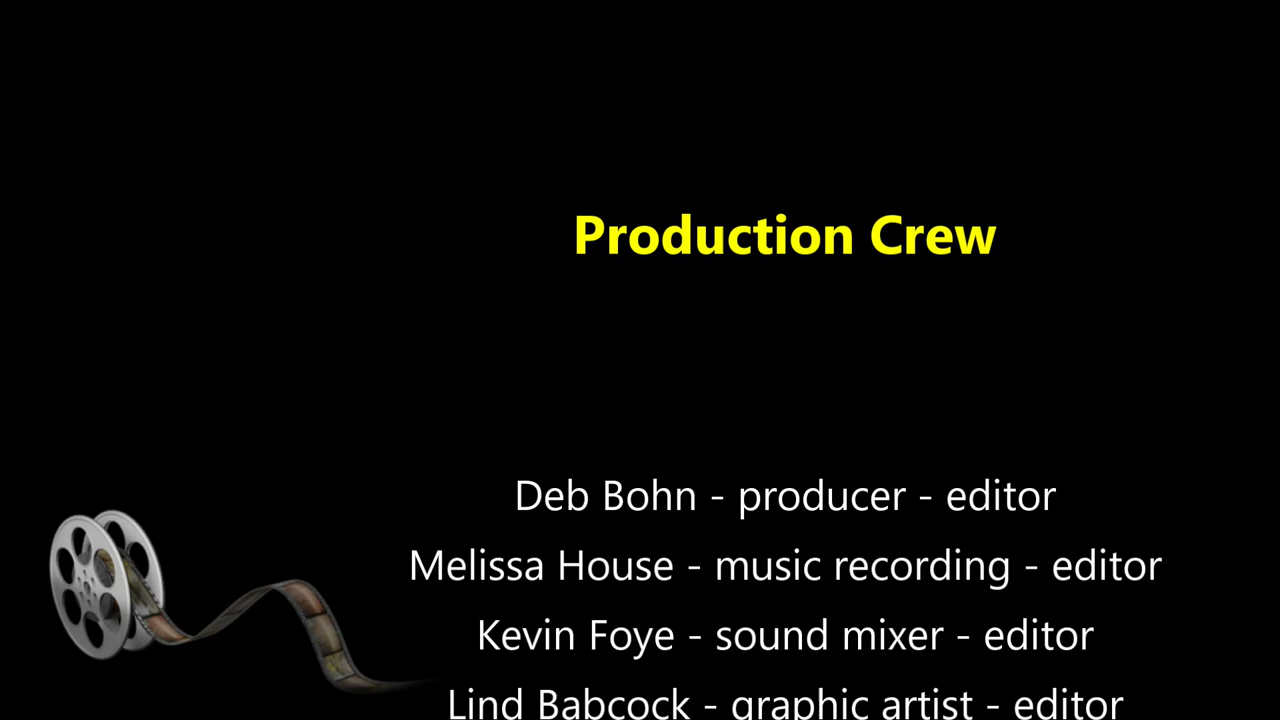 Production Crew
Deb Bohn - producer - editor
Melissa House - music recording - editor
Kevin Foye - sound mixer - editor
Lind Babcock - graphic artist - editor